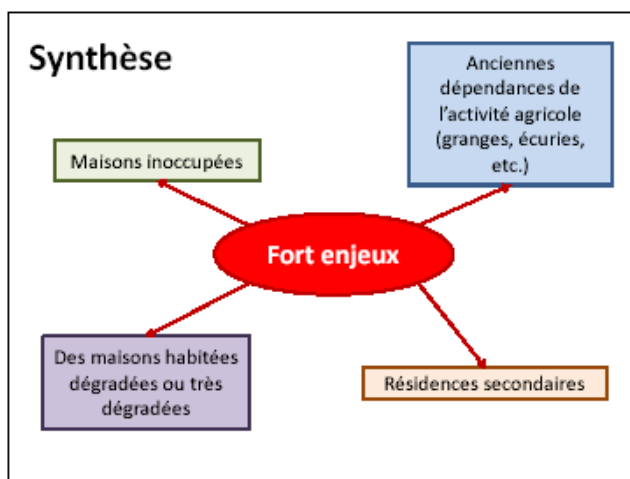 Synthèse
Anciennes
dépendances de
l'activité agricole
(granges, écuries,
etc.)
Maisons inoccupées
Fort enjeux
Des maisons habitées
dégradées ou très
dégradées
Résidences secondaires